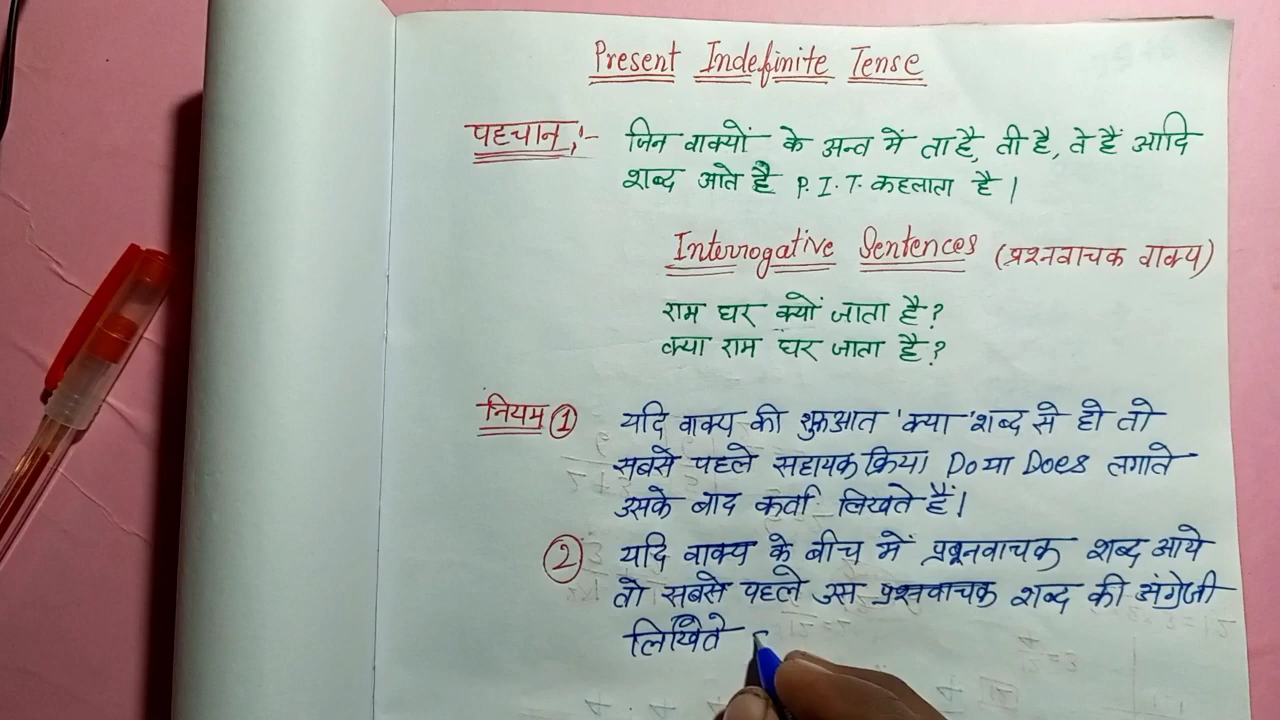 Present Indefinite Tense
पहचान :- जिन वाक्यों के अन्त में ता है, ती है, ते हैं आदि
शब्द आते है P.I.T. कहलाता है।
Interrogative Sentences (प्रश्नवाचक वाक्य)
राम घर क्यों जाता है?
क्या राम घर जाता है?
नियम ① यदि वाक्य की शुरुआत 'क्या' शब्द से हो तो
सबसे पहले सहायक क्रिया Do या Does लगाते
उसके बाद कर्ता लिखते हैं।
② यदि वाक्य के बीच में प्रश्नवाचक शब्द आये
तो सबसे पहले उस प्रश्नवाचक शब्द की अंग्रेजी
लिखिते